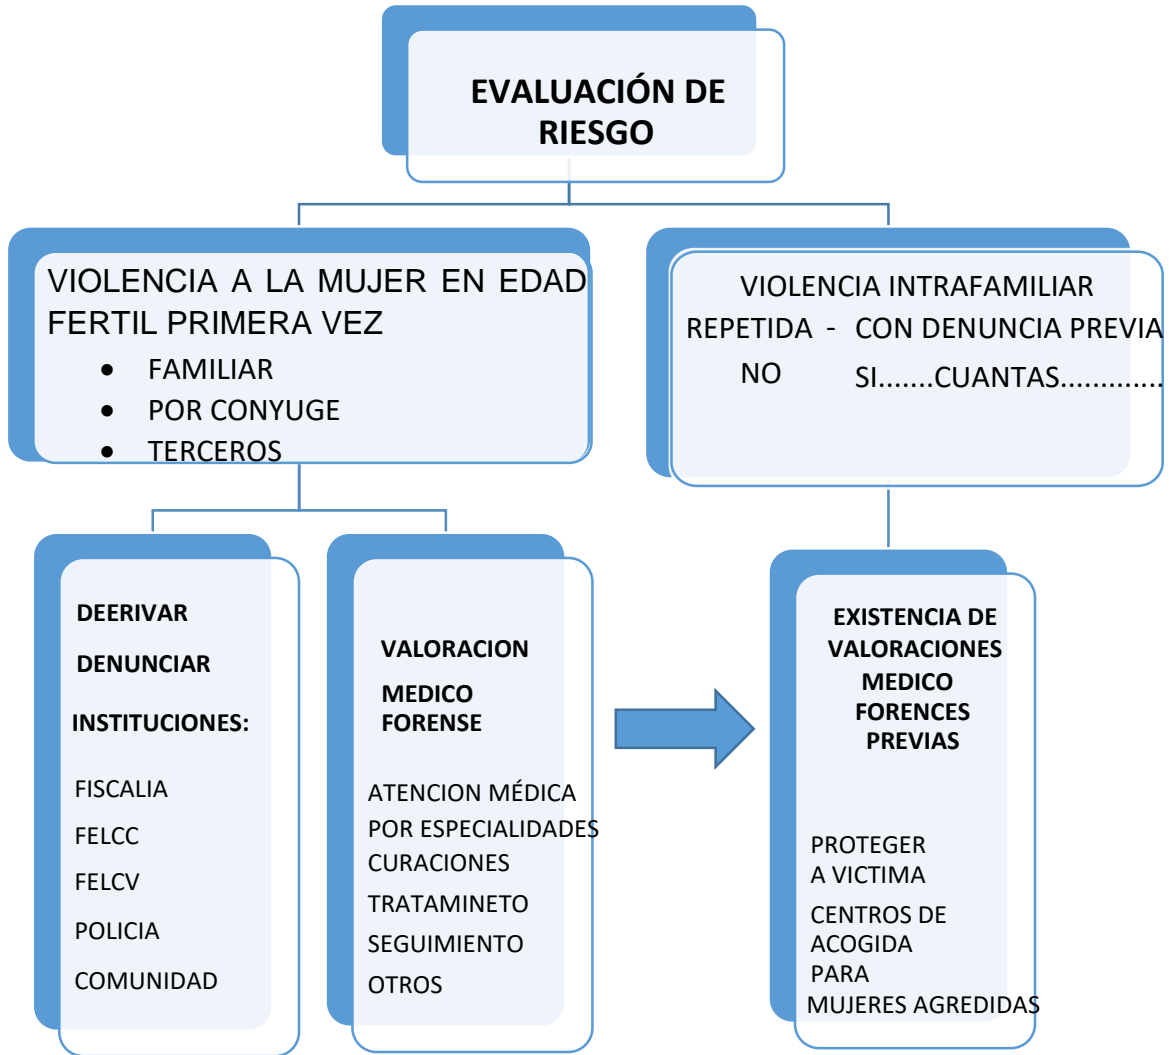 EVALUACIÓN DE
RIESGO
VIOLENCIA A LA MUJER EN EDAD
FERTIL PRIMERA VEZ
• FAMILIAR
• POR CONYUGE
• TERCEROS
VIOLENCIA INTRAFAMILIAR
REPETIDA - CON DENUNCIA PREVIA
NO SI.......CUANTAS.............
DEERIVAR
DENUNCIAR
INSTITUCIONES:
FISCALIA
FELCC
FELCV
POLICIA
COMUNIDAD
VALORACION
MEDICO
FORENSE
ATENCION MÉDICA
POR ESPECIALIDADES
CURACIONES
TRATAMINETO
SEGUIMIENTO
OTROS
EXISTENCIA DE
VALORACIONES
MEDICO
FORENCES
PREVIAS
PROTEGER
A VICTIMA
CENTROS DE
ACOGIDA
PARA
MUJERES AGREDIDAS